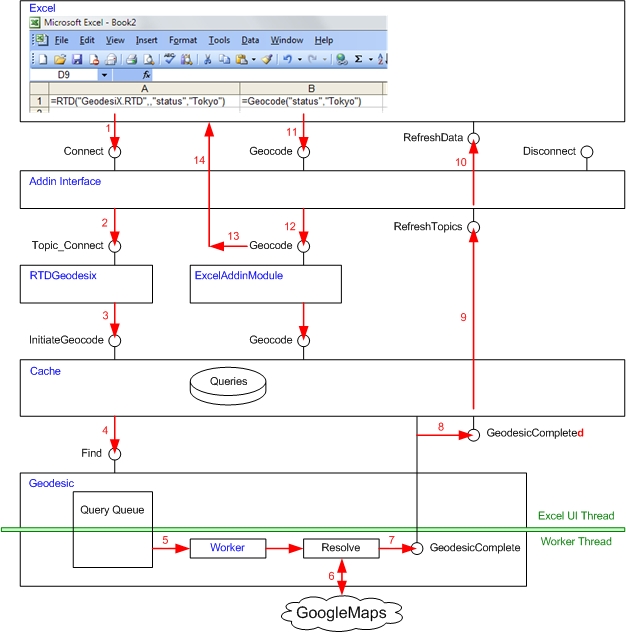 Excel
Microsoft Excel - Book2
File Edit View Insert Format Tools Data Window Help
Σ
D9 fx
A B
1 =RTD("GeodesiX.RTD",,"status","Tokyo") =Geocode("status","Tokyo")
1 11
Connect Geocode RefreshData Disconnect
14 10
Addin Interface
2 12 13
Topic_Connect Geocode RefreshTopics
RTDGeodesix ExcelAddinModule
3 9
InitiateGeocode Geocode
Cache
Queries
4 8
GeodesicCompleted
Find
Geodesic
Query Queue
Excel UI Thread
Worker Thread
5 Worker Resolve 7 GeodesicComplete
6
GoogleMaps